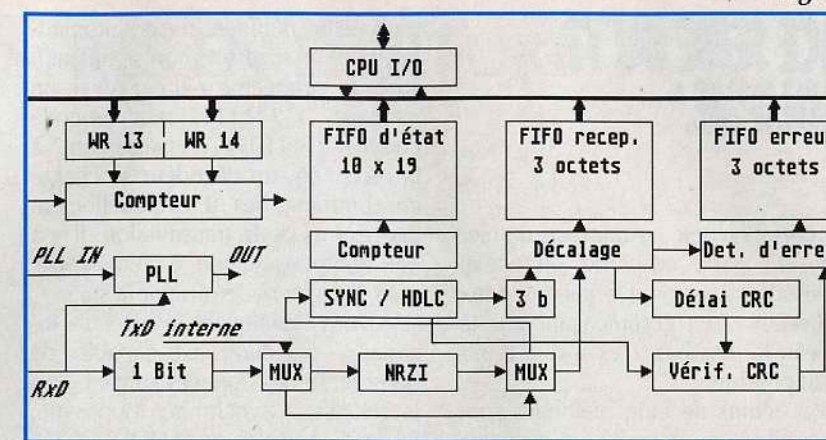 CPU I/O
WR 13 WR 14
FIFO d'état
10 x 19
FIFO recep.
3 octets
FIFO erreu
3 octets
Compteur
PLL IN
PLL
OUT
Compteur
Décalage
Det. d'erre
SYNC / HDLC
3 b
Délai CRC
TxD interne
RxD
1 Bit
MUX
NRZI
MUX
Vérif. CRC